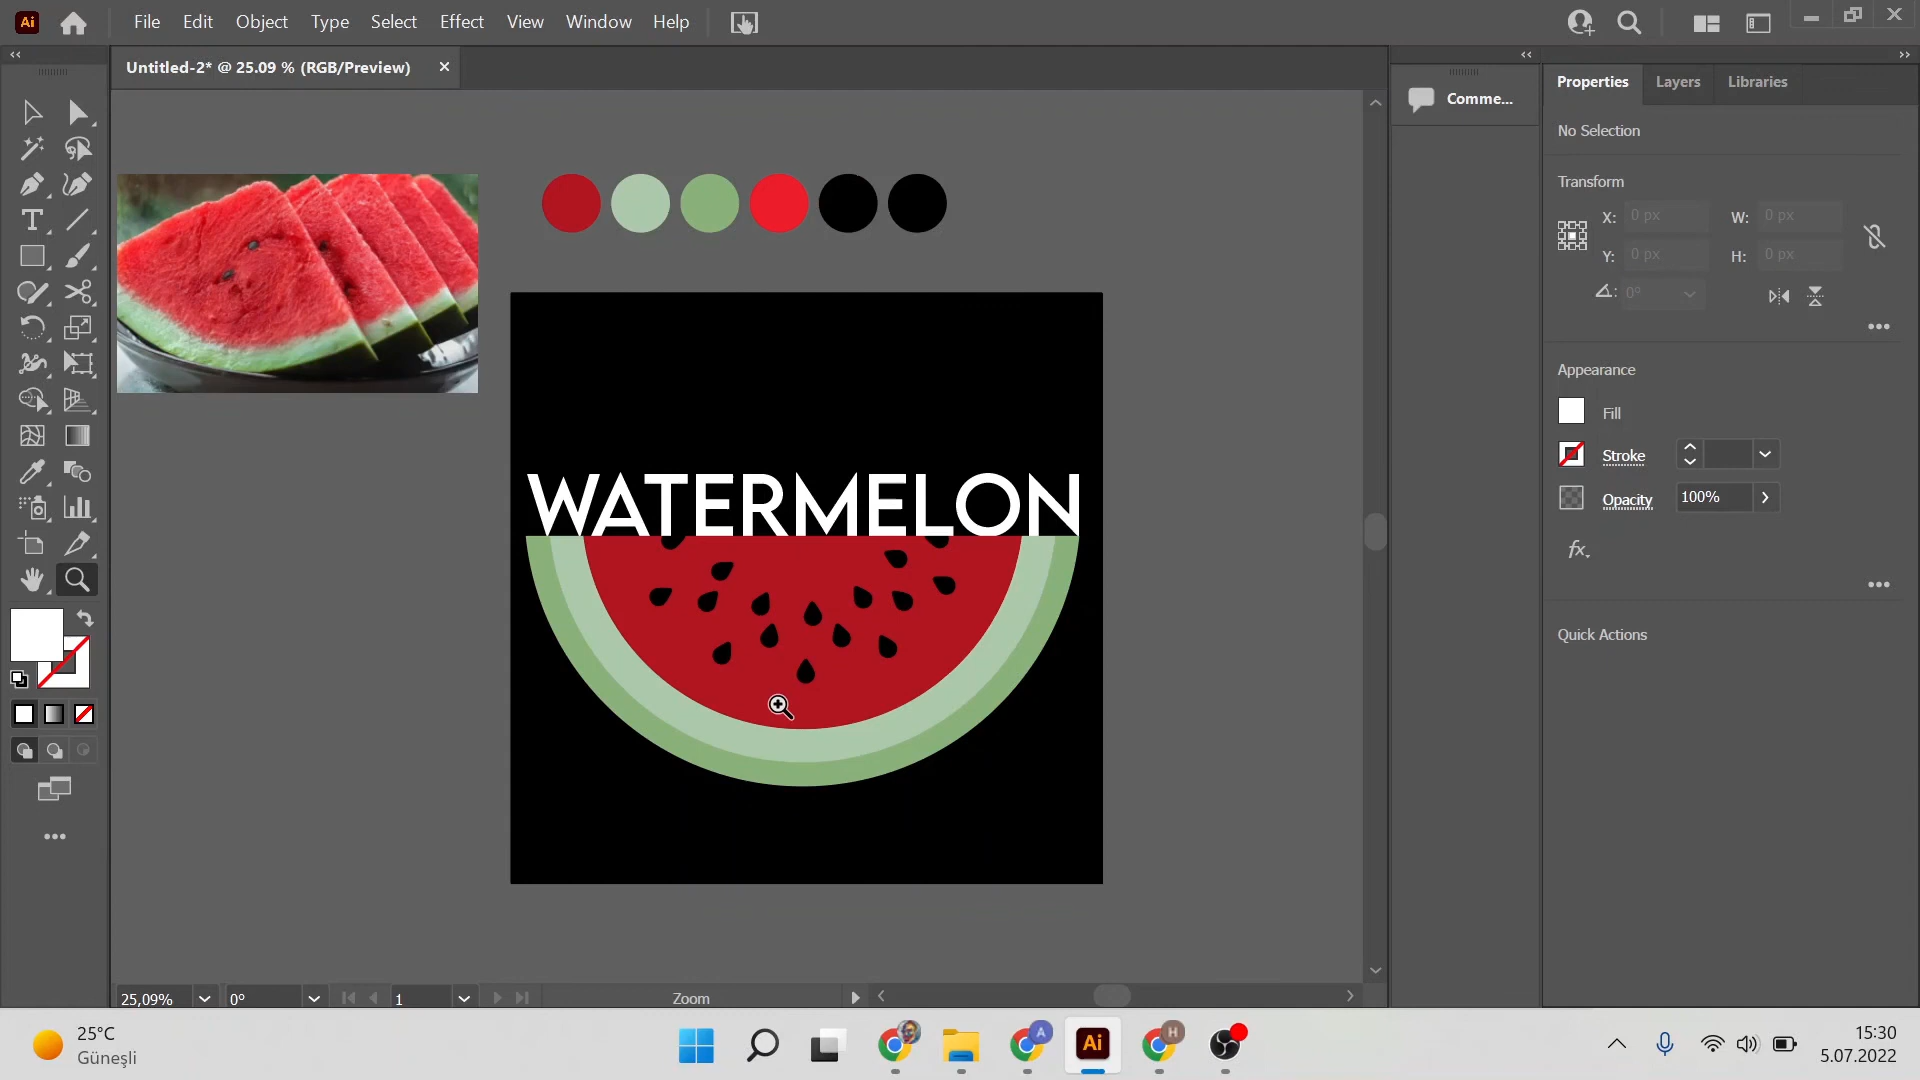 Ai File Edit Object Type Select Effect View Window Help
Untitled-2* @ 25.09 % (RGB/Preview)
Comme...
Properties Layers Libraries
No Selection
Transform
X: 0 px W: 0 px
Y: 0 px H: 0 px
0°
Appearance
Fill
Stroke
Opacity 100%
fx.
Quick Actions
WATERMELON
25,09% 0° 1 Zoom
25°C
Güneşli
A
Ai
H
15:30
5.07.2022